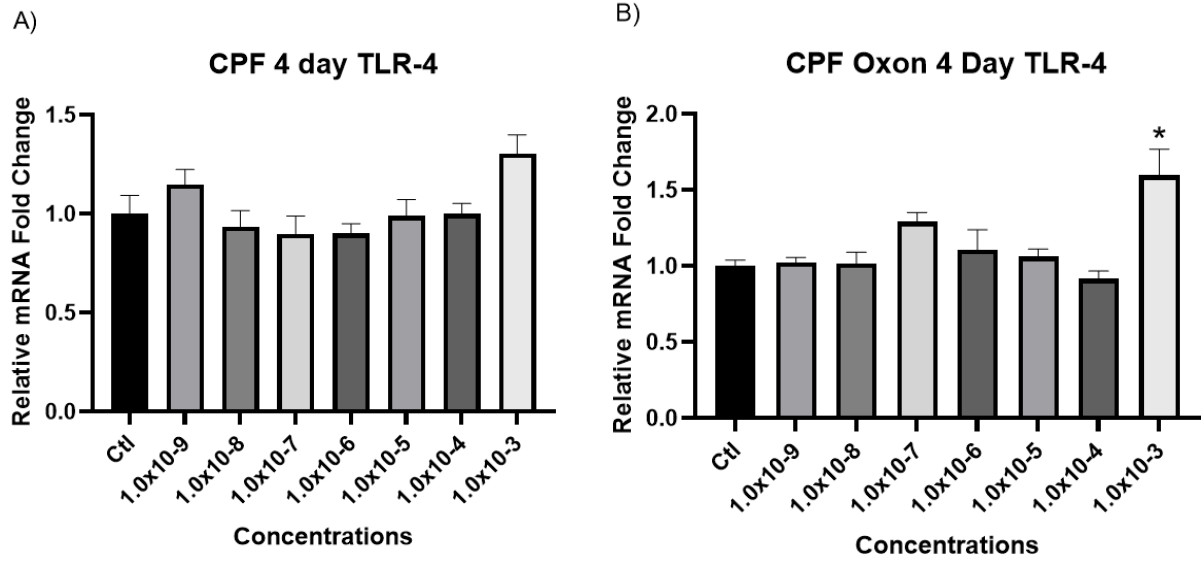 A)
CPF 4 day TLR-4
Relative mRNA Fold Change
1.5
1.0
0.5
0.0
Ctl
1.0x10-9
1.0x10-8
1.0x10-7
1.0x10-6
1.0x10-5
1.0x10-4
1.0x10-3
Concentrations
B)
CPF Oxon 4 Day TLR-4
Relative mRNA Fold Change
2.0
1.5
1.0
0.5
0.0
*
Ctl
1.0x10-9
1.0x10-8
1.0x10-7
1.0x10-6
1.0x10-5
1.0x10-4
1.0x10-3
Concentrations